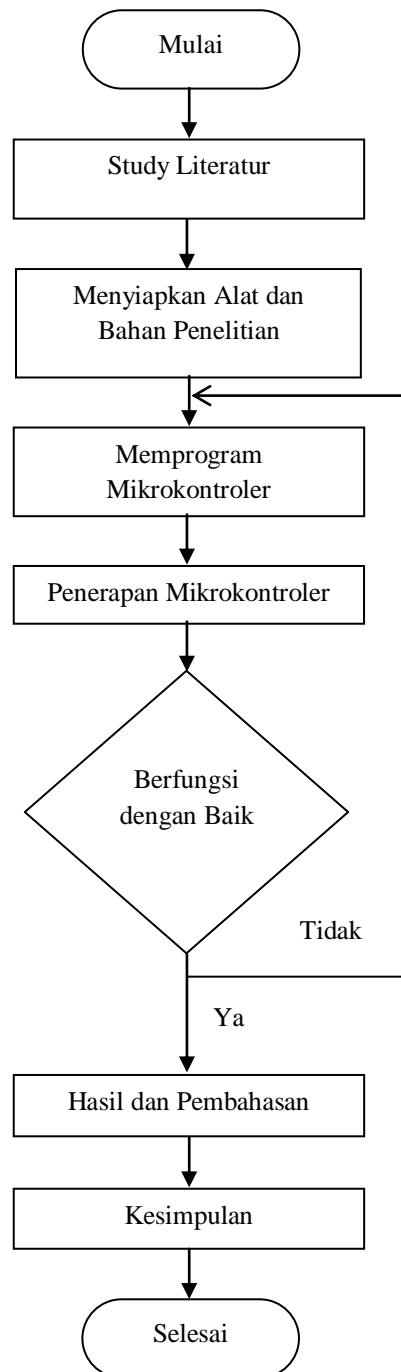 Mulai
Study Literatur
Menyiapkan Alat dan
Bahan Penelitian
Memprogram
Mikrokontroler
Penerapan Mikrokontroler
Berfungsi
dengan Baik
Tidak
Ya
Hasil dan Pembahasan
Kesimpulan
Selesai